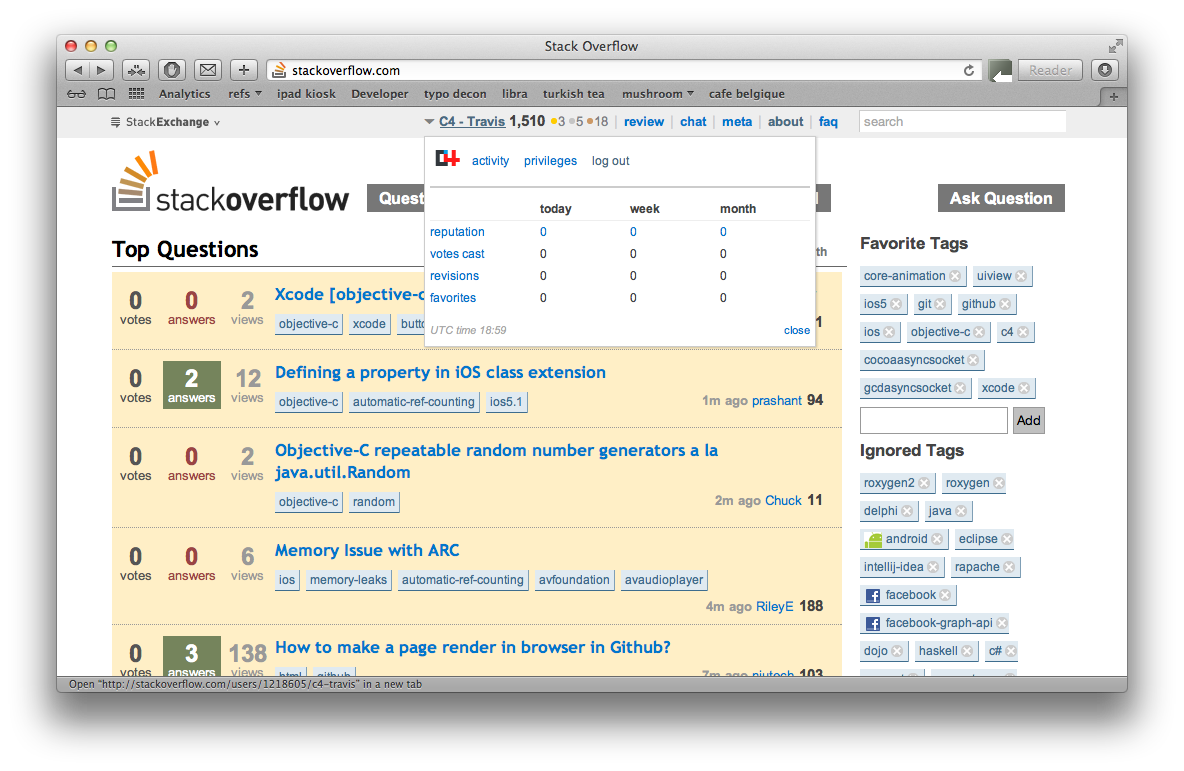 Stack Overflow
stackoverflow.com
Reader
Analytics refs ipad kiosk Developer typo decon libra turkish tea mushroom cafe belgique
StackExchange
C4 - Travis 1,510 3 5 18 | review | chat | meta | about | faq
search
activity privileges log out
stackoverflow
Ask Question
today week month
reputation 0 0 0
votes cast 0 0 0
revisions 0 0 0
favorites 0 0 0
UTC time 18:59 close
Top Questions
0 votes 0 answers 2 views
Xcode [objective-c
objective-c xcode
0 votes 2 answers 12 views
Defining a property in iOS class extension
objective-c automatic-ref-counting ios5.1
1m ago prashant 94
0 votes 0 answers 2 views
Objective-C repeatable random number generators a la
java.util.Random
objective-c random
2m ago Chuck 11
0 votes 0 answers 6 views
Memory Issue with ARC
ios memory-leaks automatic-ref-counting avfoundation avaudioplayer
4m ago RileyE 188
0 votes 3 answers 138 views
How to make a page render in browser in Github?
html github
7m ago njutech 103
Favorite Tags
core-animation uiview
ios5 git github
ios objective-c c4
cocoaasyncsocket
gcdasyncsocket xcode
Add
Ignored Tags
roxygen2 roxygen
delphi java
android eclipse
intellij-idea rapache
facebook
facebook-graph-api
dojo haskell c#
Open "http://stackoverflow.com/users/1218605/c4-travis" in a new tab